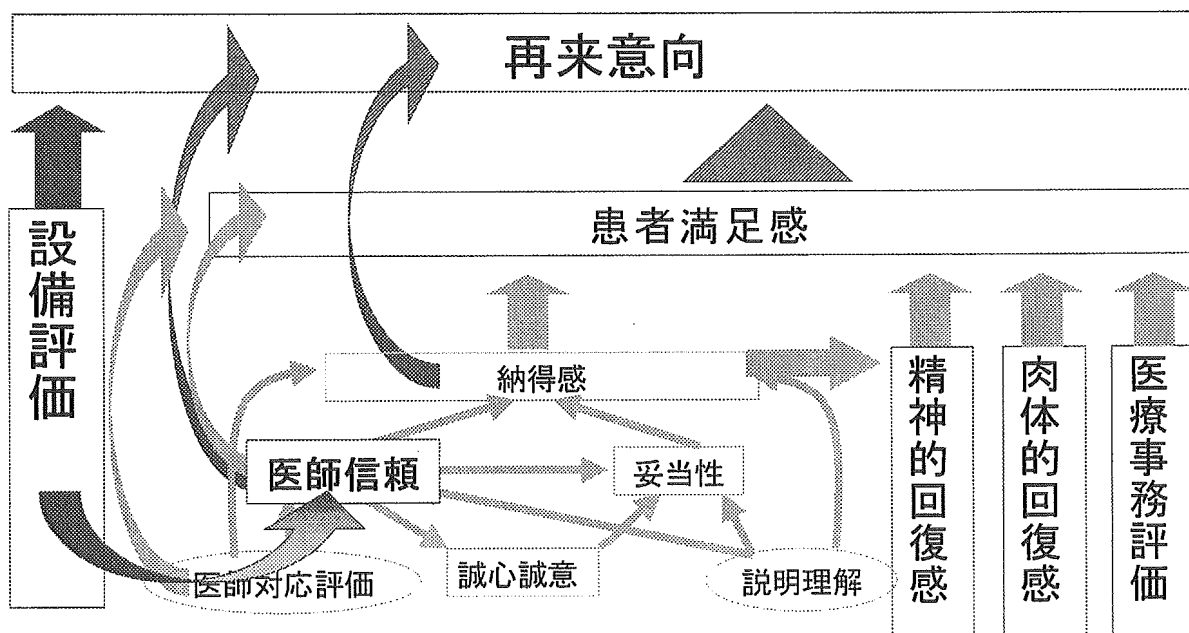 再来意向
患者満足感
設備評価
納得感
医師信頼
妥当性
医師対応評価
誠心誠意
説明理解
精神的回復感
肉体的回復感
医療事務評価